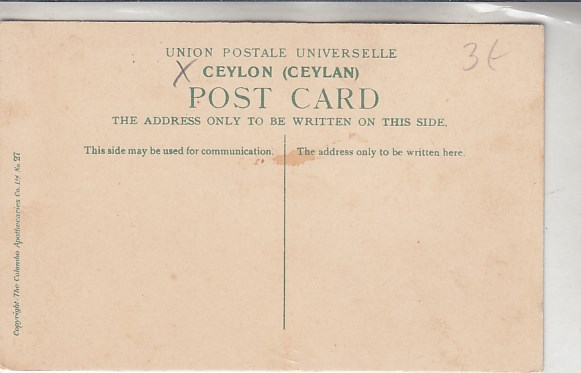 UNION POSTALE UNIVERSELLE
X CEYLON (CEYLAN)
POST CARD
THE ADDRESS ONLY TO BE WRITTEN ON THIS SIDE.
This side may be used for communication.
The address only to be written here.
Copyright·The Colombo Apothecaries Co. Ltd No 27